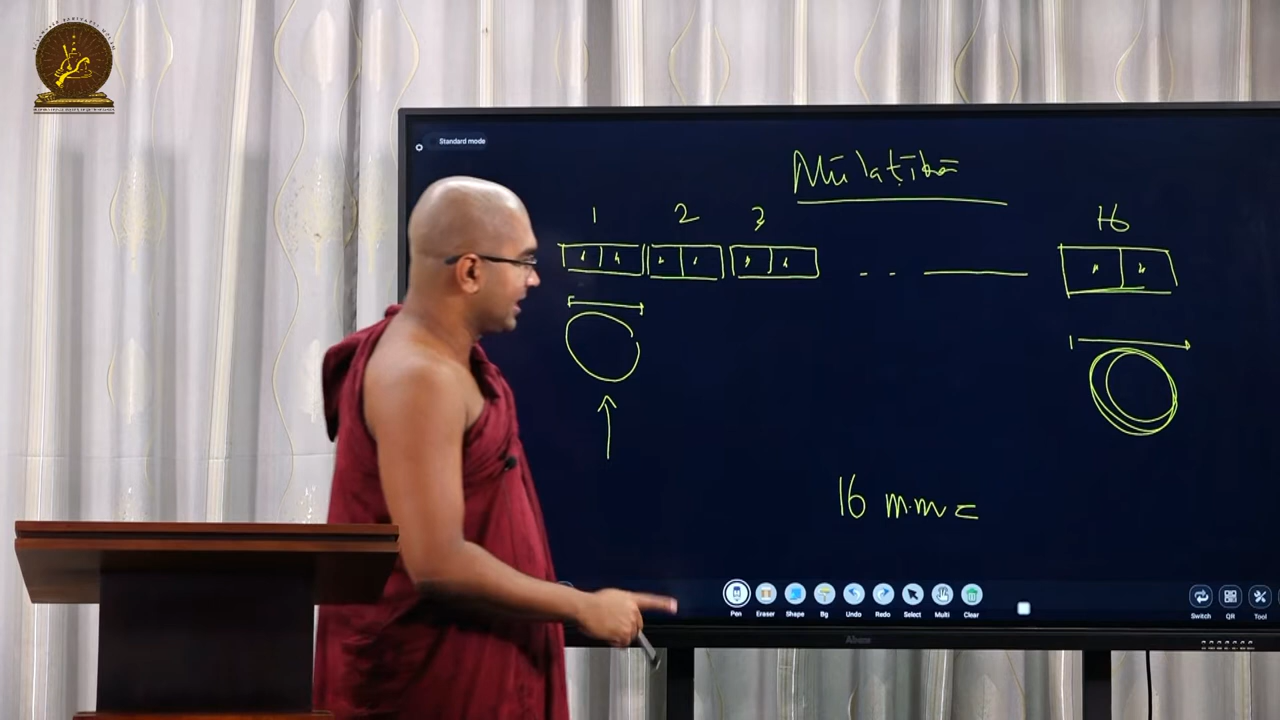 Standard mode
Mūlaṭīkā
1 2 3 16
16 m.m =
Pen Eraser Shape Bg Undo Redo Select Multi Clear
Switch QR Tool